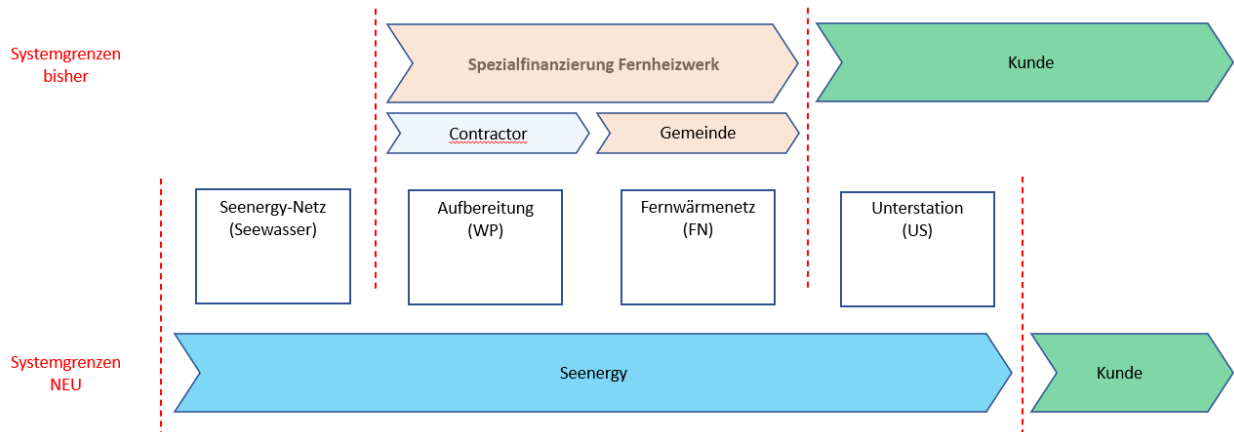 Systemgrenzen
bisher
Spezialfinanzierung Fernheizwerk
Kunde
Contractor
Gemeinde
Seenergy-Netz
(Seewasser)
Aufbereitung
(WP)
Fernwärmenetz
(FN)
Unterstation
(US)
Systemgrenzen
NEU
Seenergy
Kunde